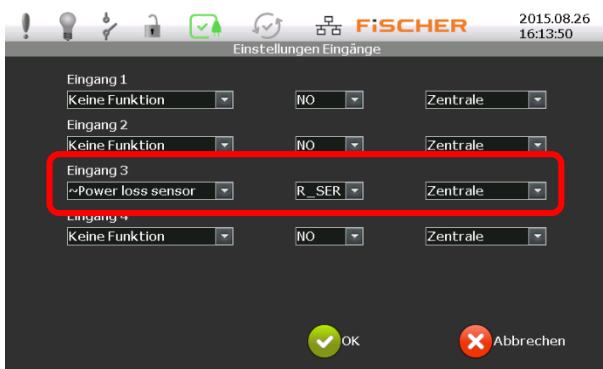 FiSCHER
2015.08.26
16:13:50
Einstellungen Eingänge
Eingang 1
Keine Funktion NO Zentrale
Eingang 2
Keine Funktion NO Zentrale
Eingang 3
~Power loss sensor R_SER Zentrale
Eingang 4
Keine Funktion NO Zentrale
OK Abbrechen